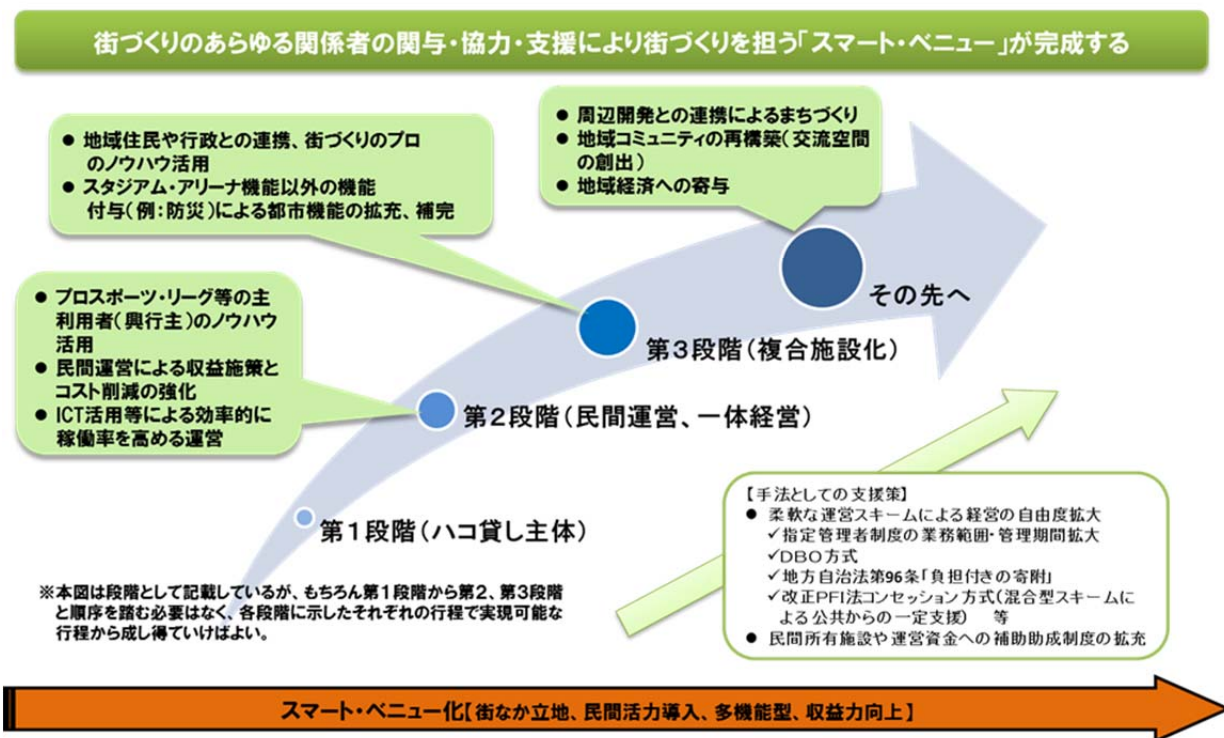 街づくりのあらゆる関係者の関与・協力・支援により街づくりを担う「スマート・ベニュー」が完成する
● 周辺開発との連携によるまちづくり
● 地域コミュニティの再構築(交流空間
の創出)
● 地域経済への寄与
● 地域住民や行政との連携、街づくりのプロ
のノウハウ活用
● スタジアム・アリーナ機能以外の機能
付与(例:防災)による都市機能の拡充、補完
● プロスポーツ・リーグ等の主
利用者(興行主)のノウハウ
活用
● 民間運営による収益施策と
コスト削減の強化
● ICT活用等による効率的に
稼働率を高める運営
その先へ
第3段階(複合施設化)
第2段階(民間運営、一体経営)
第1段階(ハコ貸し主体)
【手法としての支援策】
● 柔軟な運営スキームによる経営の自由度拡大
✓指定管理者制度の業務範囲・管理期間拡大
✓DBO方式
✓地方自治法第96条「負担付きの寄附」
✓改正PFI法コンセッション方式(混合型スキームに
よる公共からの一定支援) 等
● 民間所有施設や運営資金への補助助成制度の拡充
※本図は段階として記載しているが、もちろん第1段階から第2、第3段階
と順序を踏む必要はなく、各段階に示したそれぞれの行程で実現可能な
行程から成し得ていけばよい。
スマート・ベニュー化【街なか立地、民間活力導入、多機能型、収益力向上】